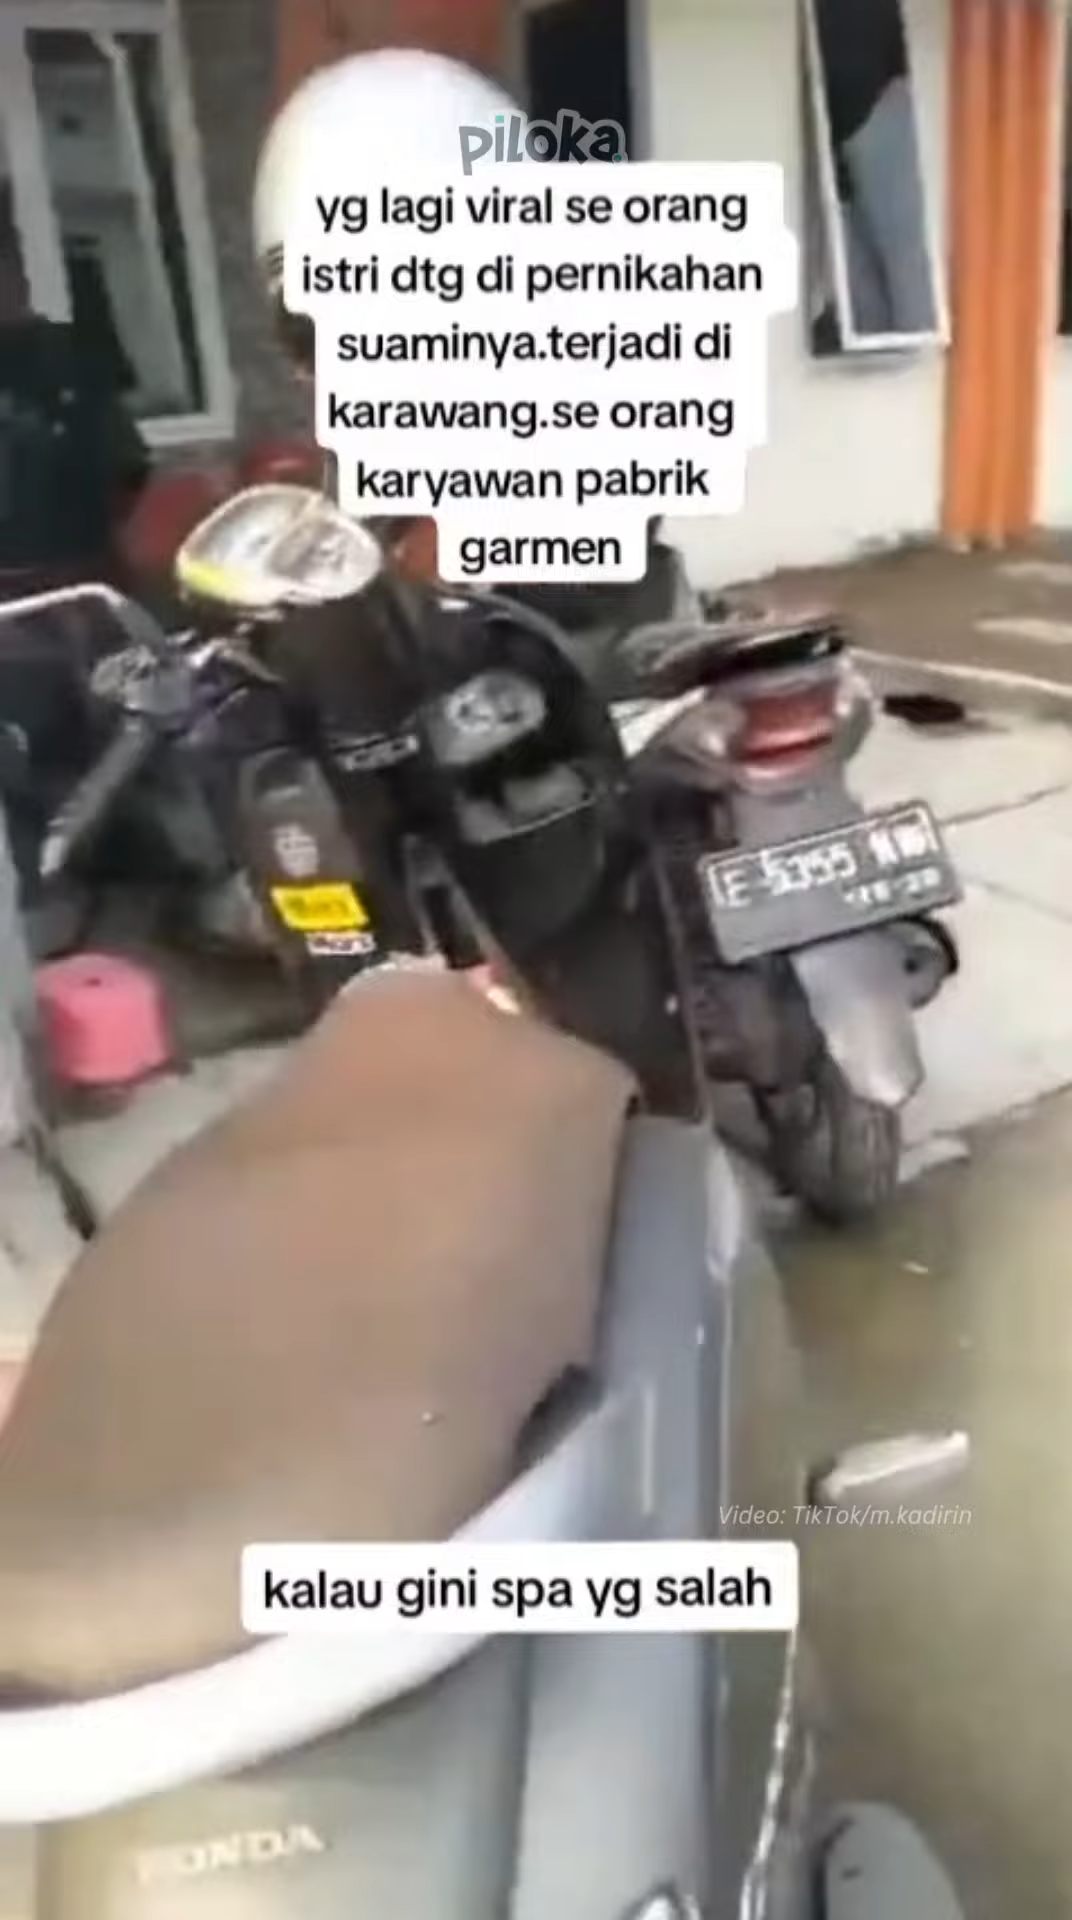 piloka.
yg lagi viral se orang
istri dtg di pernikahan
suaminya.terjadi di
karawang.se orang
karyawan pabrik
garmen
E 5355
Video: TikTok/m.kadirin
kalau gini spa yg salah
HONDA